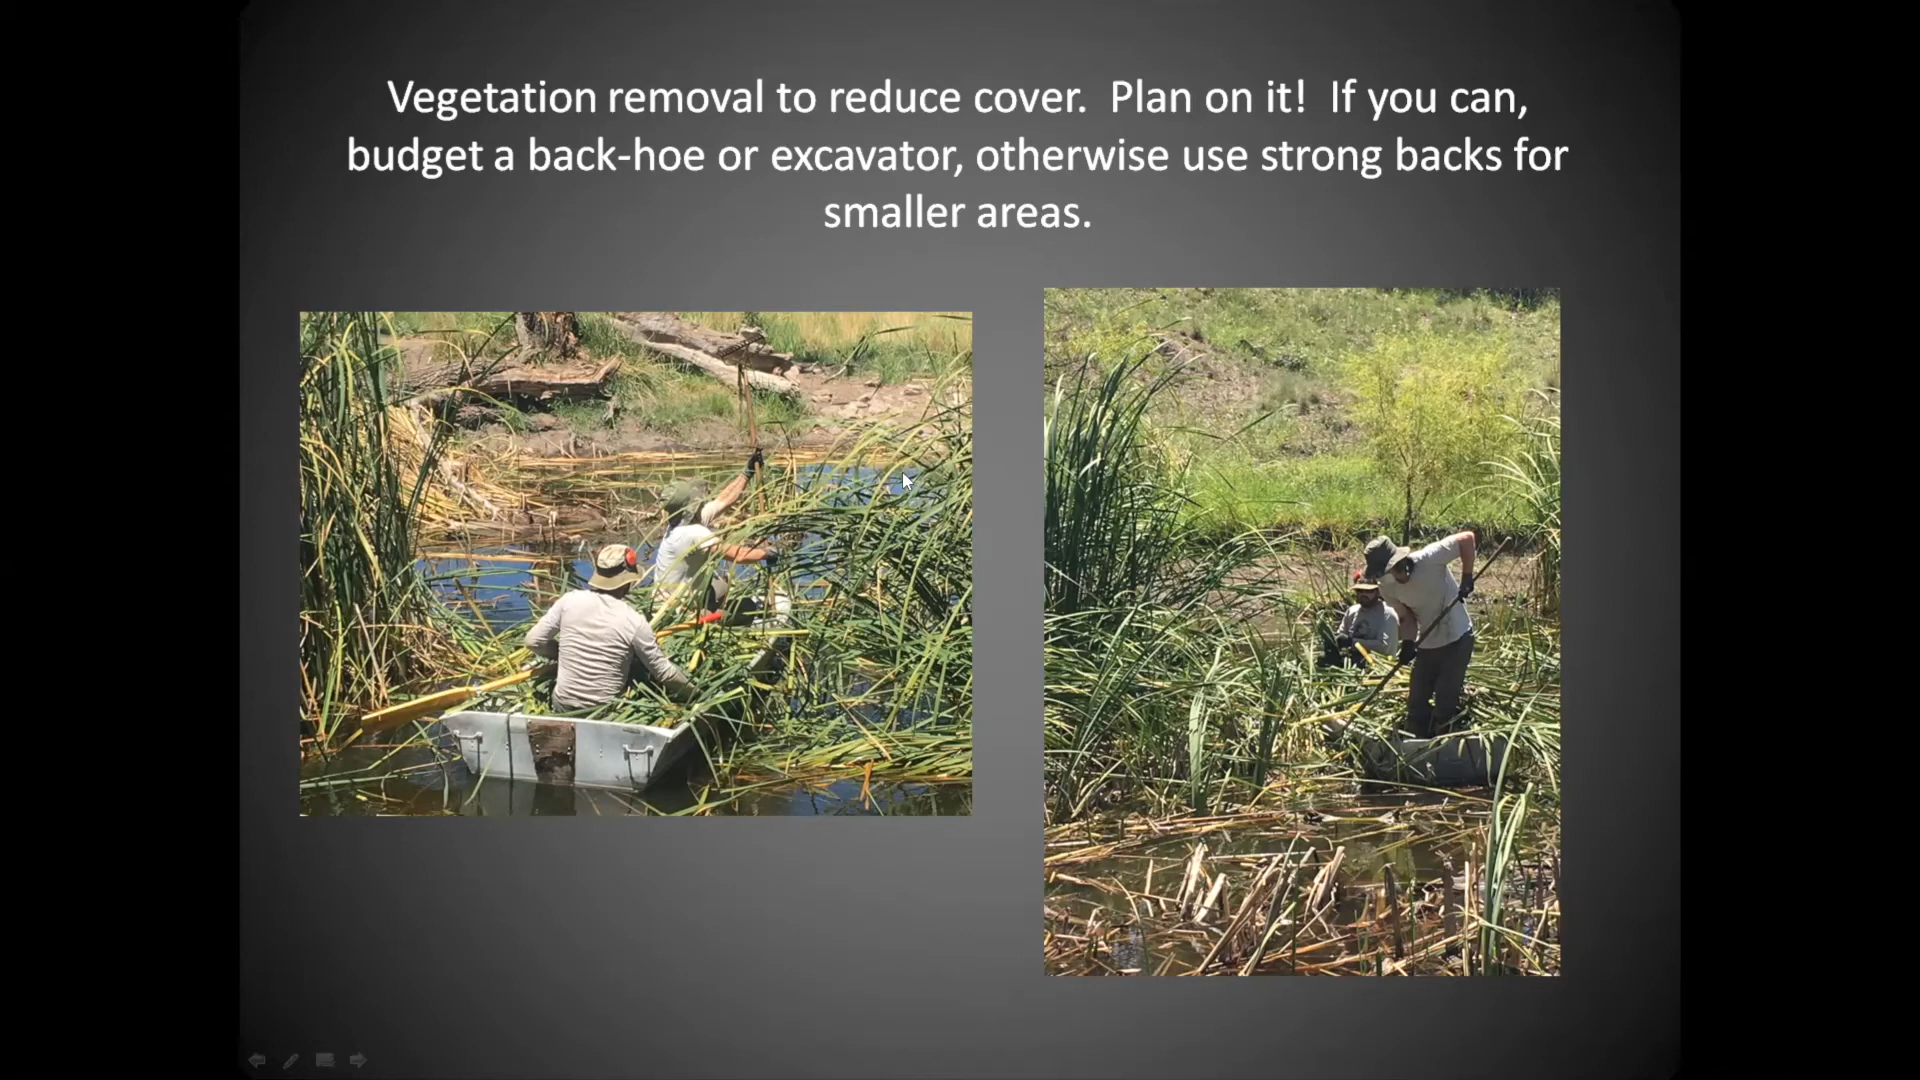 Vegetation removal to reduce cover.  Plan on it!  If you can,
budget a back-hoe or excavator, otherwise use strong backs for
smaller areas.